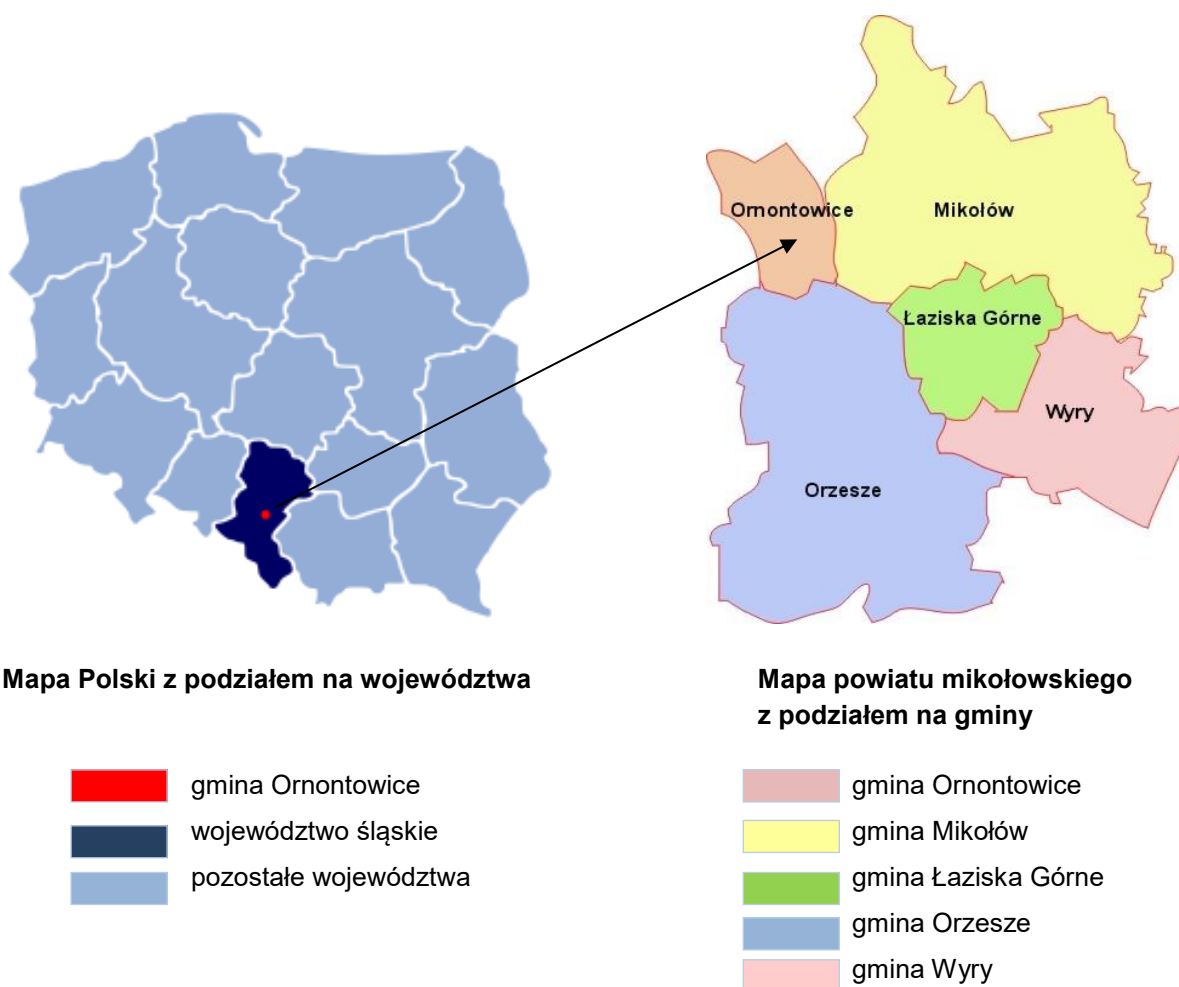 Ornontowice
Mikołów
Łaziska Górne
Wyry
Orzesze
Mapa Polski z podziałem na województwa
gmina Ornontowice
województwo śląskie
pozostałe województwa
Mapa powiatu mikołowskiego
z podziałem na gminy
gmina Ornontowice
gmina Mikołów
gmina Łaziska Górne
gmina Orzesze
gmina Wyry